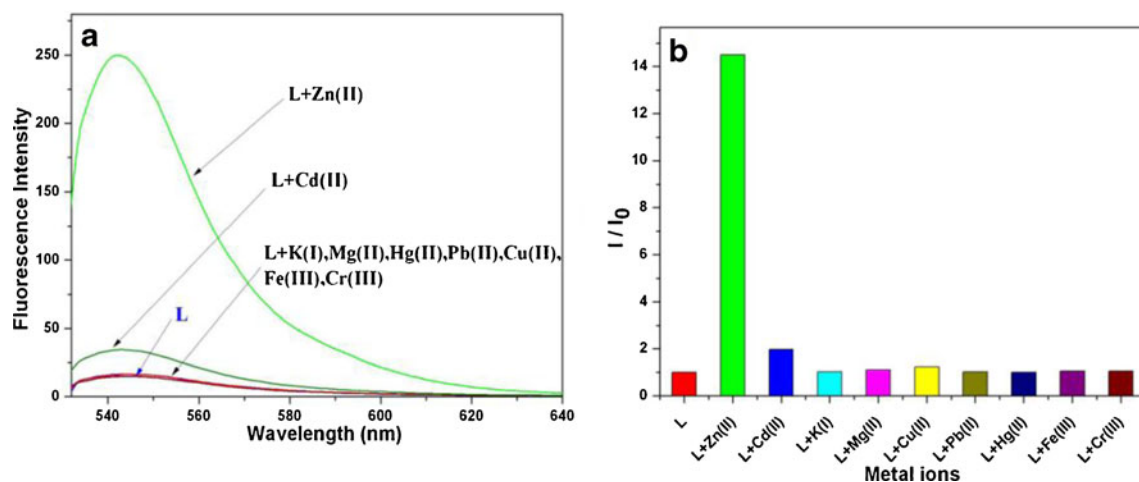 a
Fluorescence Intensity
250
200
150
100
50
0
L+Zn(II)
L+Cd(II)
L+K(I),Mg(II),Hg(II),Pb(II),Cu(II),
Fe(III),Cr(III)
L
540 560 580 600 620 640
Wavelength (nm)
b
I / I0
14
12
10
8
6
4
2
0
L
L+Zn(II)
L+Cd(II)
L+K(I)
L+Mg(II)
L+Cu(II)
L+Pb(II)
L+Hg(II)
L+Fe(III)
L+Cr(III)
Metal ions